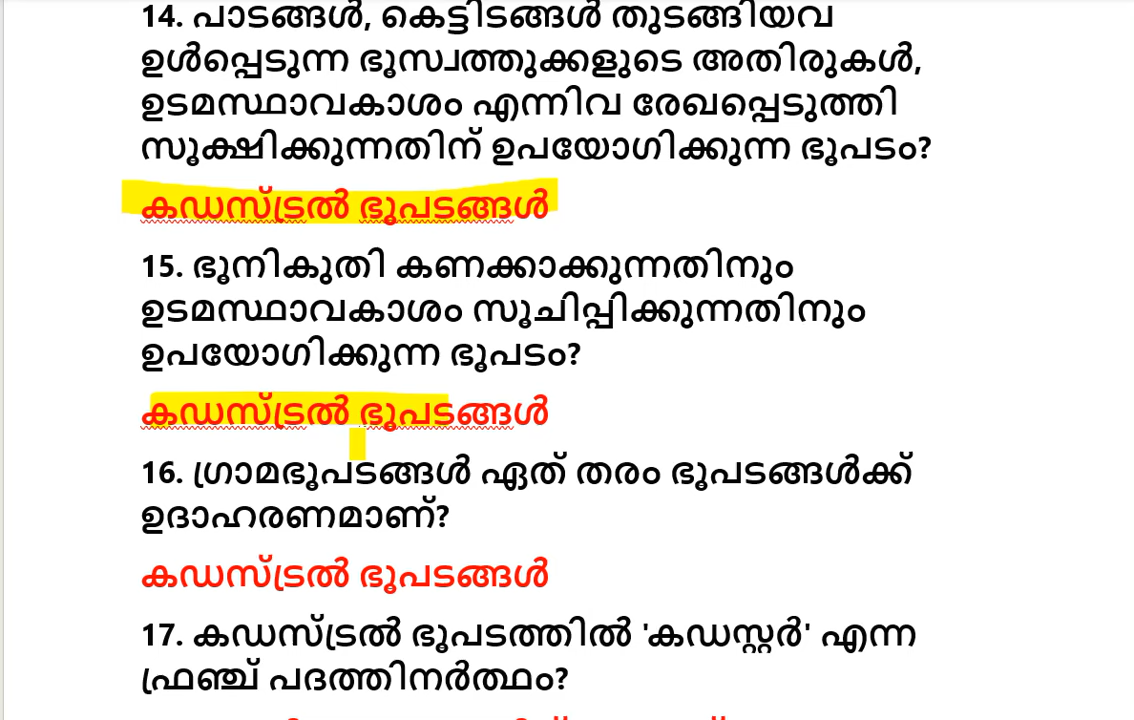 14. പാടങ്ങൾ, കെട്ടിടങ്ങൾ തുടങ്ങിയവ
ഉൾപ്പെടുന്ന ഭൂസ്വത്തുക്കളുടെ അതിരുകൾ,
ഉടമസ്ഥാവകാശം എന്നിവ രേഖപ്പെടുത്തി
സൂക്ഷിക്കുന്നതിന് ഉപയോഗിക്കുന്ന ഭൂപടം?
കഡസ്ട്രൽ ഭൂപടങ്ങൾ
15. ഭൂനികുതി കണക്കാക്കുന്നതിനും
ഉടമസ്ഥാവകാശം സൂചിപ്പിക്കുന്നതിനും
ഉപയോഗിക്കുന്ന ഭൂപടം?
കഡസ്ട്രൽ ഭൂപടങ്ങൾ
16. ഗ്രാമഭൂപടങ്ങൾ ഏത് തരം ഭൂപടങ്ങൾക്ക്
ഉദാഹരണമാണ്?
കഡസ്ട്രൽ ഭൂപടങ്ങൾ
17. കഡസ്ട്രൽ ഭൂപടത്തിൽ 'കഡസ്റ്റർ' എന്ന
ഫ്രഞ്ച് പദത്തിനർത്ഥം?